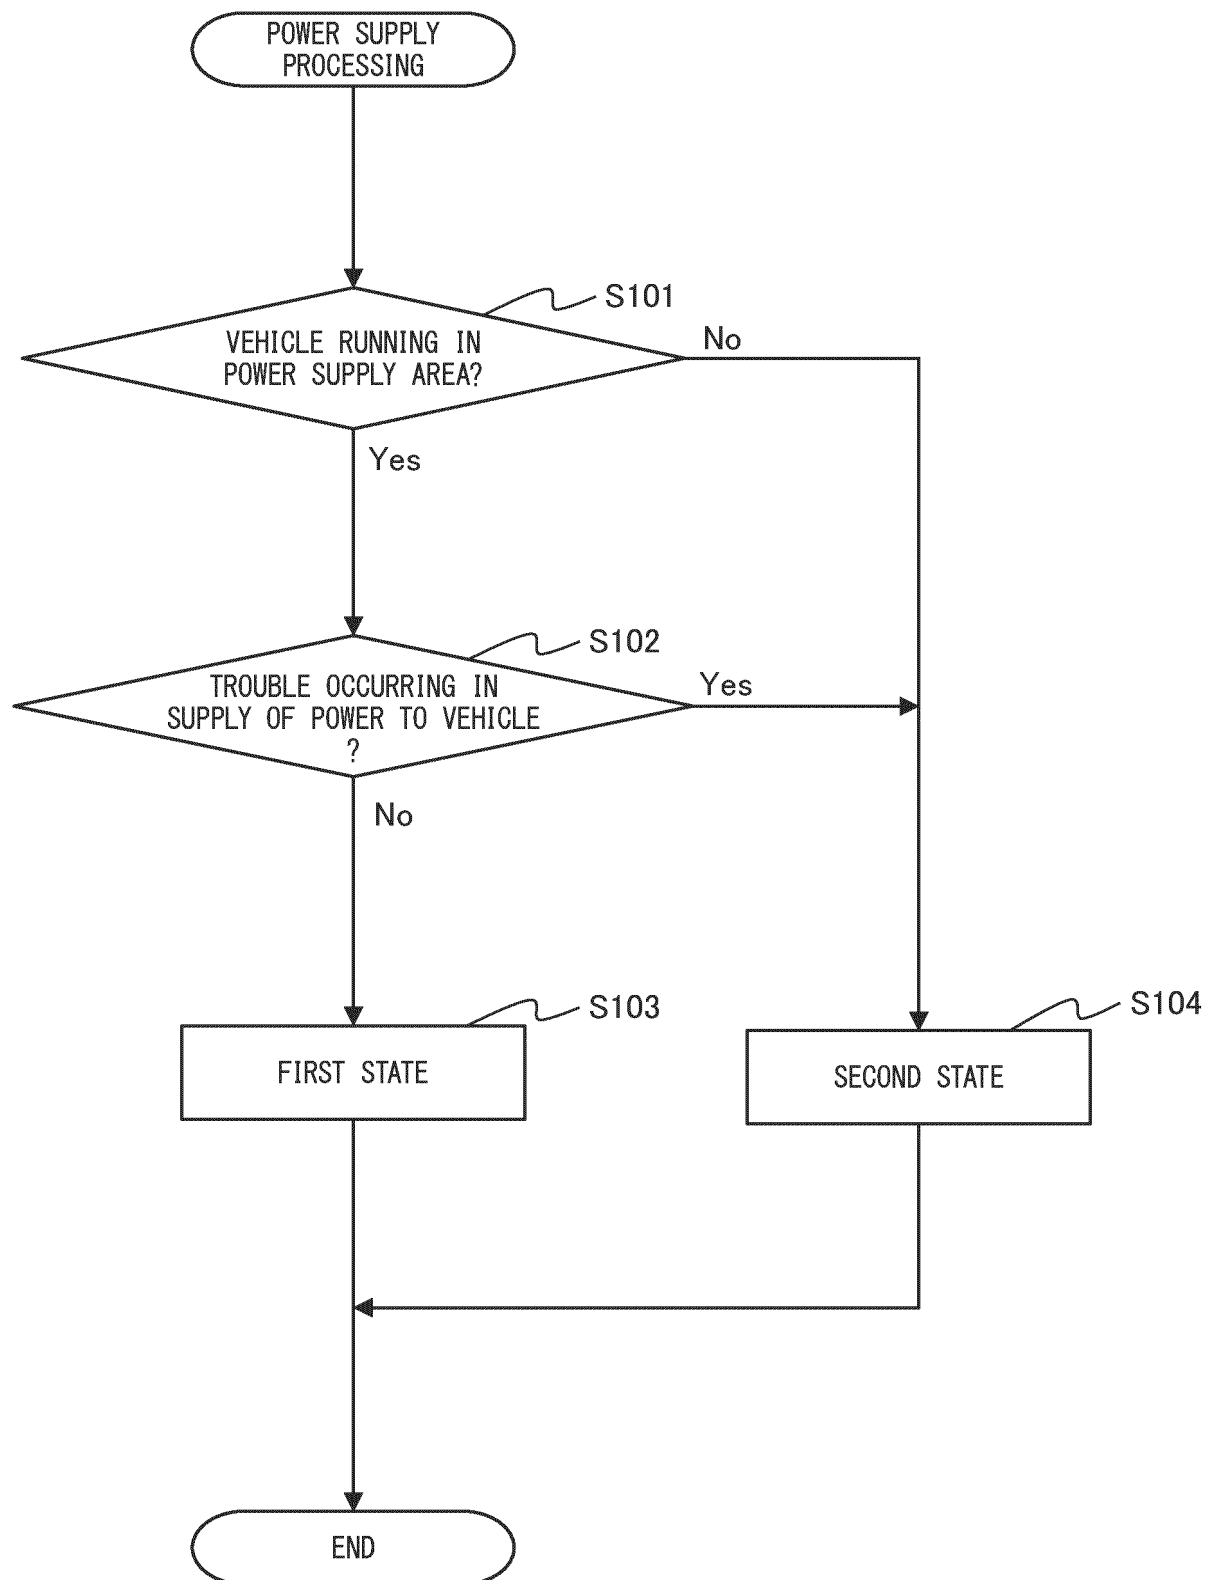 POWER SUPPLY
PROCESSING
S101
VEHICLE RUNNING IN
POWER SUPPLY AREA?
No
Yes
S102
TROUBLE OCCURRING IN
SUPPLY OF POWER TO VEHICLE
?
Yes
No
S103
FIRST STATE
S104
SECOND STATE
END